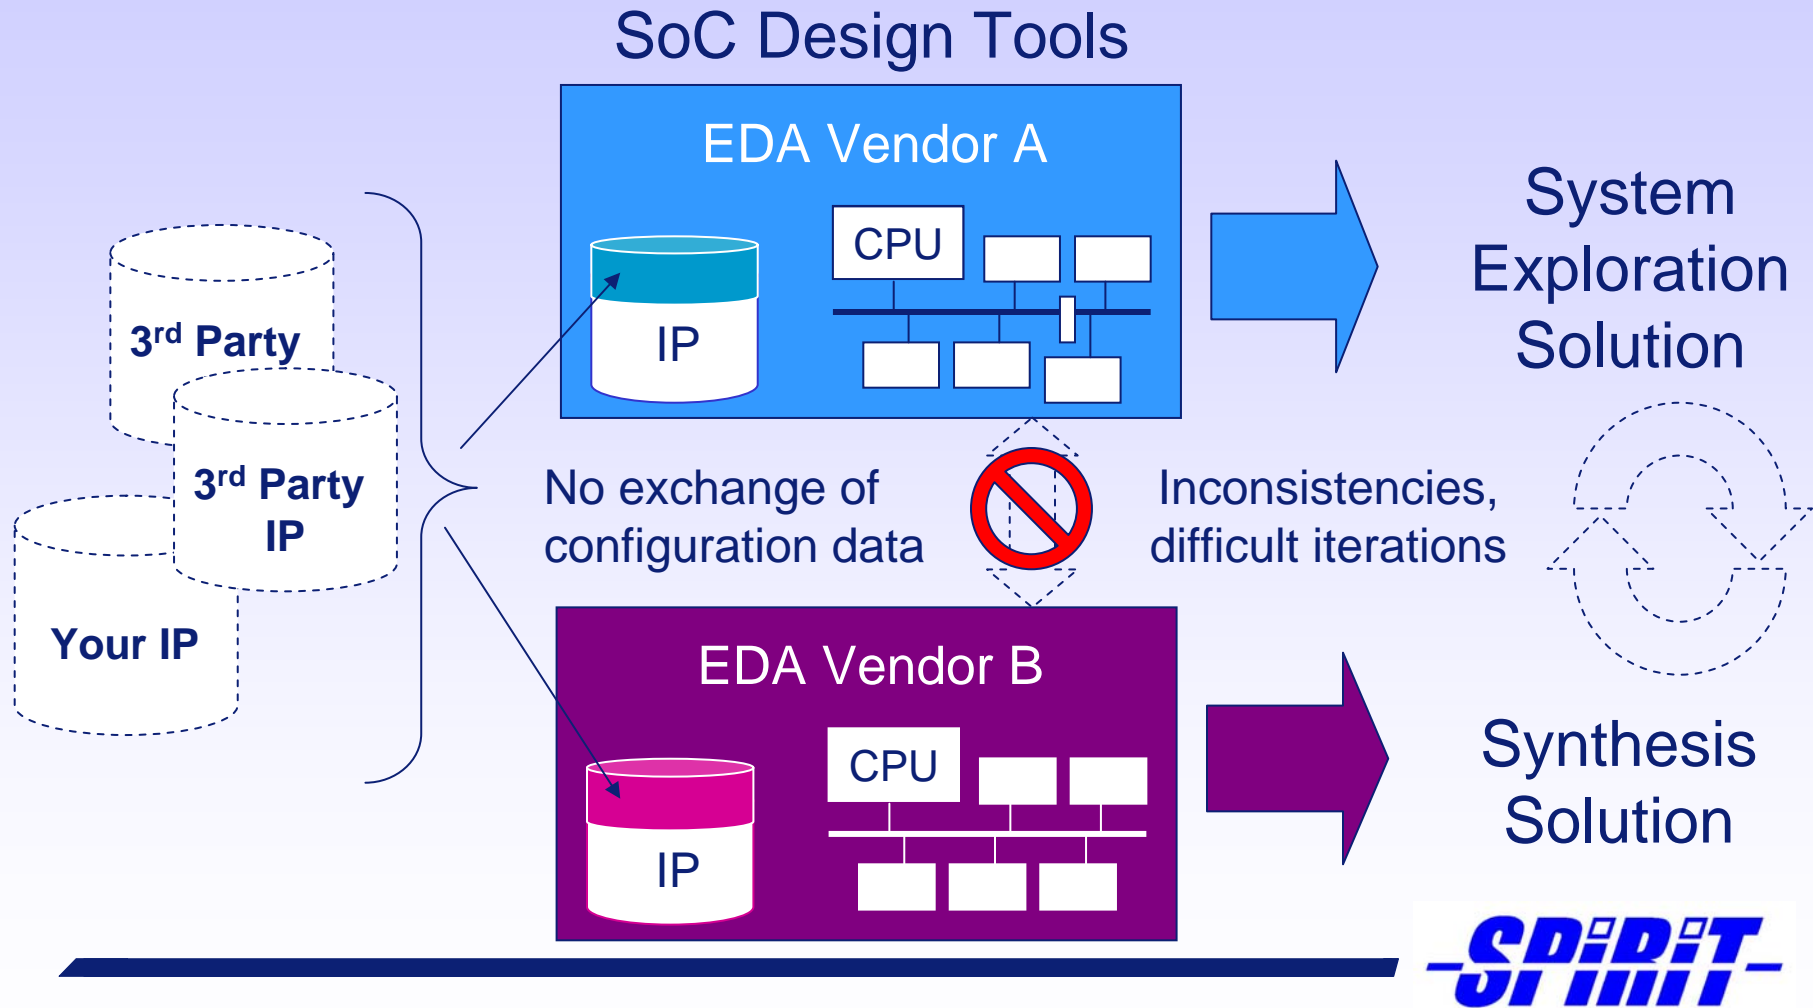 SoC Design Tools
EDA Vendor A
CPU
IP
System
Exploration
Solution
3rd Party
3rd Party
IP
Your IP
No exchange of
configuration data
Inconsistencies,
difficult iterations
EDA Vendor B
CPU
IP
Synthesis
Solution
SPiRiT